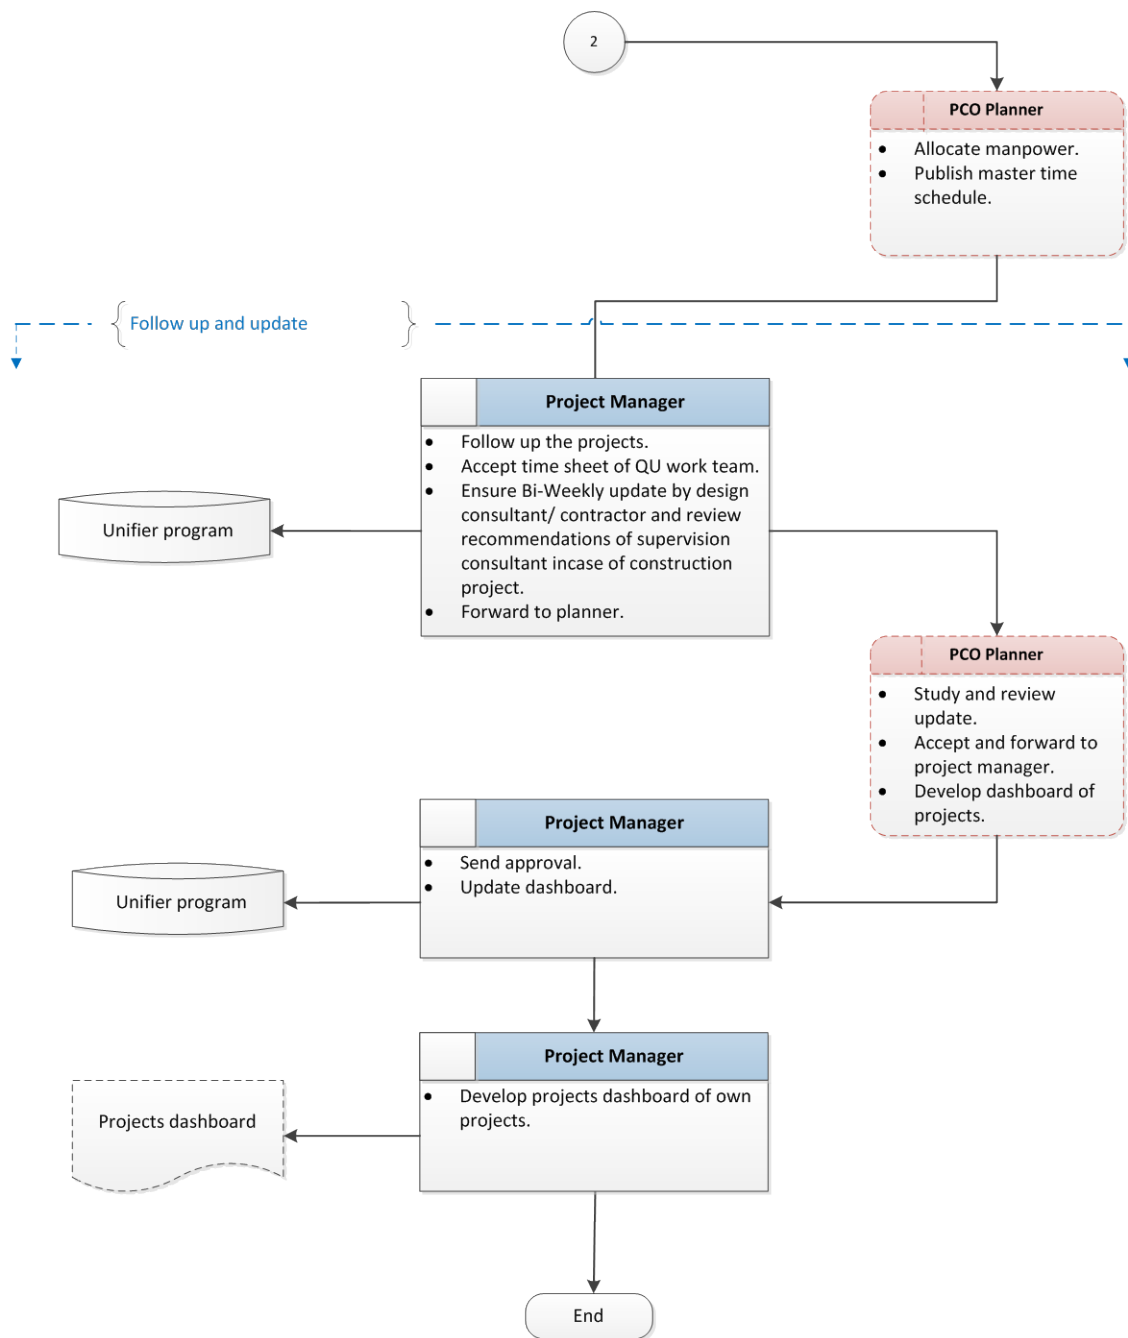 2
PCO Planner
• Allocate manpower.
• Publish master time
schedule.
Follow up and update
Project Manager
• Follow up the projects.
• Accept time sheet of QU work team.
• Ensure Bi-Weekly update by design
consultant/ contractor and review
recommendations of supervision
consultant incase of construction
project.
• Forward to planner.
Unifier program
PCO Planner
• Study and review
update.
• Accept and forward to
project manager.
• Develop dashboard of
projects.
Project Manager
• Send approval.
• Update dashboard.
Unifier program
Project Manager
• Develop projects dashboard of own
projects.
Projects dashboard
End